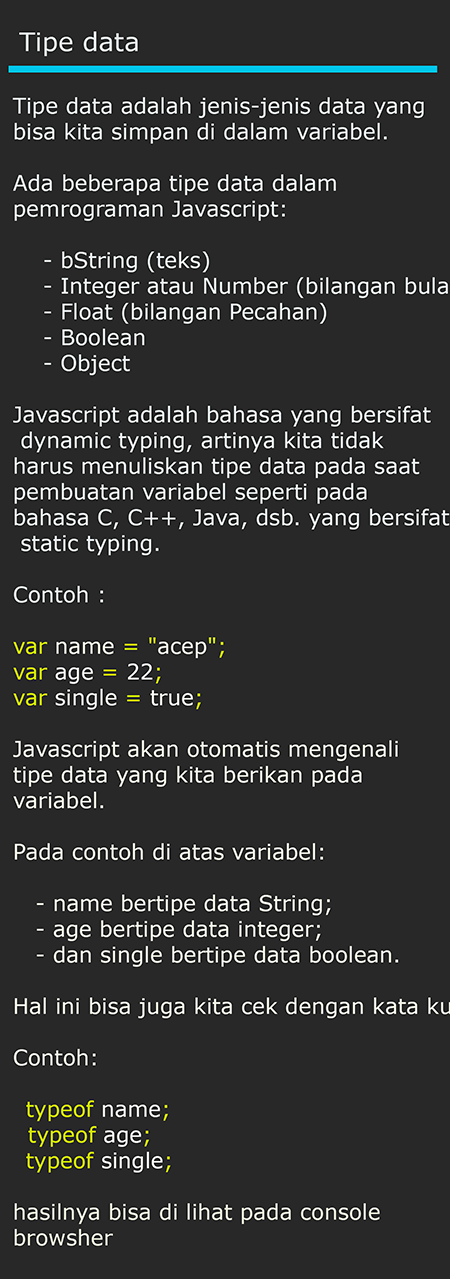 Tipe data
Tipe data adalah jenis-jenis data yang
bisa kita simpan di dalam variabel.
Ada beberapa tipe data dalam
pemrograman Javascript:
- bString (teks)
- Integer atau Number (bilangan bula
- Float (bilangan Pecahan)
- Boolean
- Object
Javascript adalah bahasa yang bersifat
dynamic typing, artinya kita tidak
harus menuliskan tipe data pada saat
pembuatan variabel seperti pada
bahasa C, C++, Java, dsb. yang bersifat
static typing.
Contoh :
var name = "acep";
var age = 22;
var single = true;
Javascript akan otomatis mengenali
tipe data yang kita berikan pada
variabel.
Pada contoh di atas variabel:
- name bertipe data String;
- age bertipe data integer;
- dan single bertipe data boolean.
Hal ini bisa juga kita cek dengan kata ku
Contoh:
typeof name;
typeof age;
typeof single;
hasilnya bisa di lihat pada console
browsher